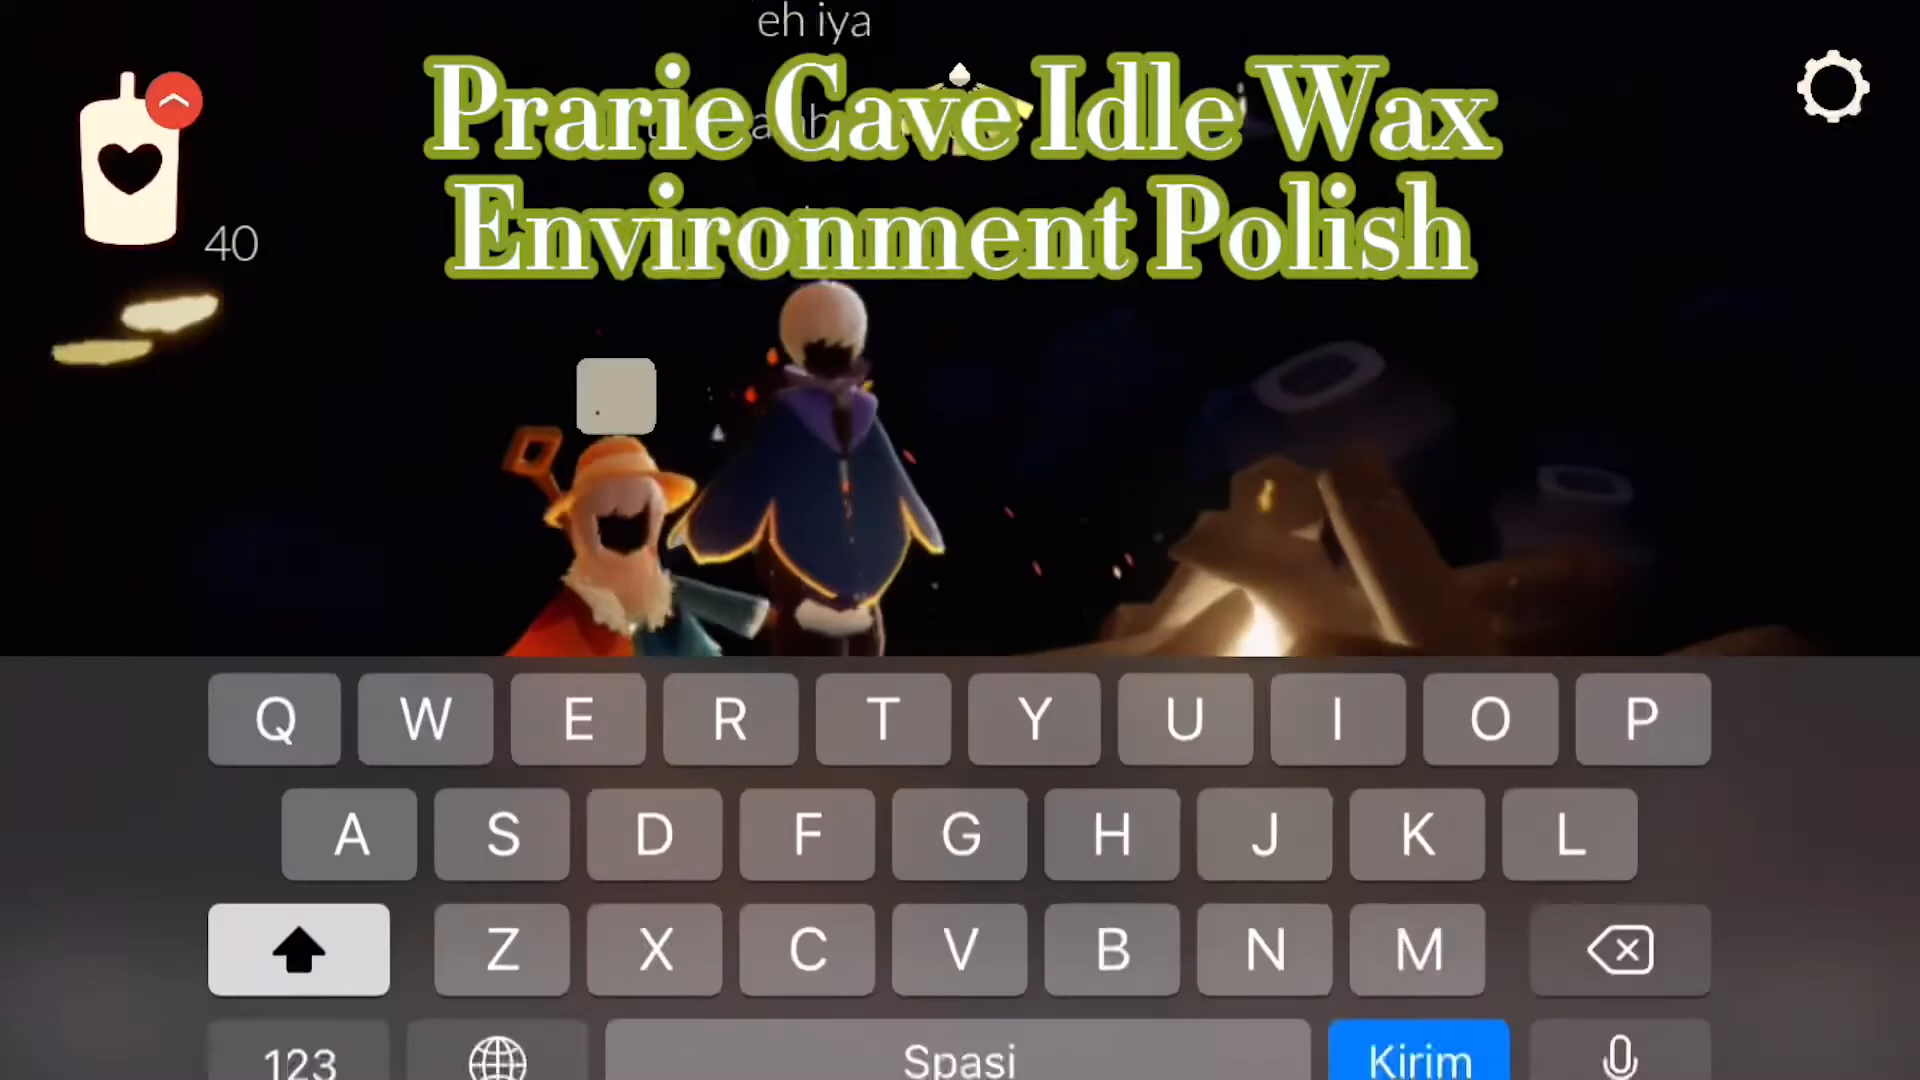 eh iya
Prarie Cave Idle Wax
Environment Polish
40
Q W E R T Y U I O P
A S D F G H J K L
Z X C V B N M
123
Spasi
Kirim